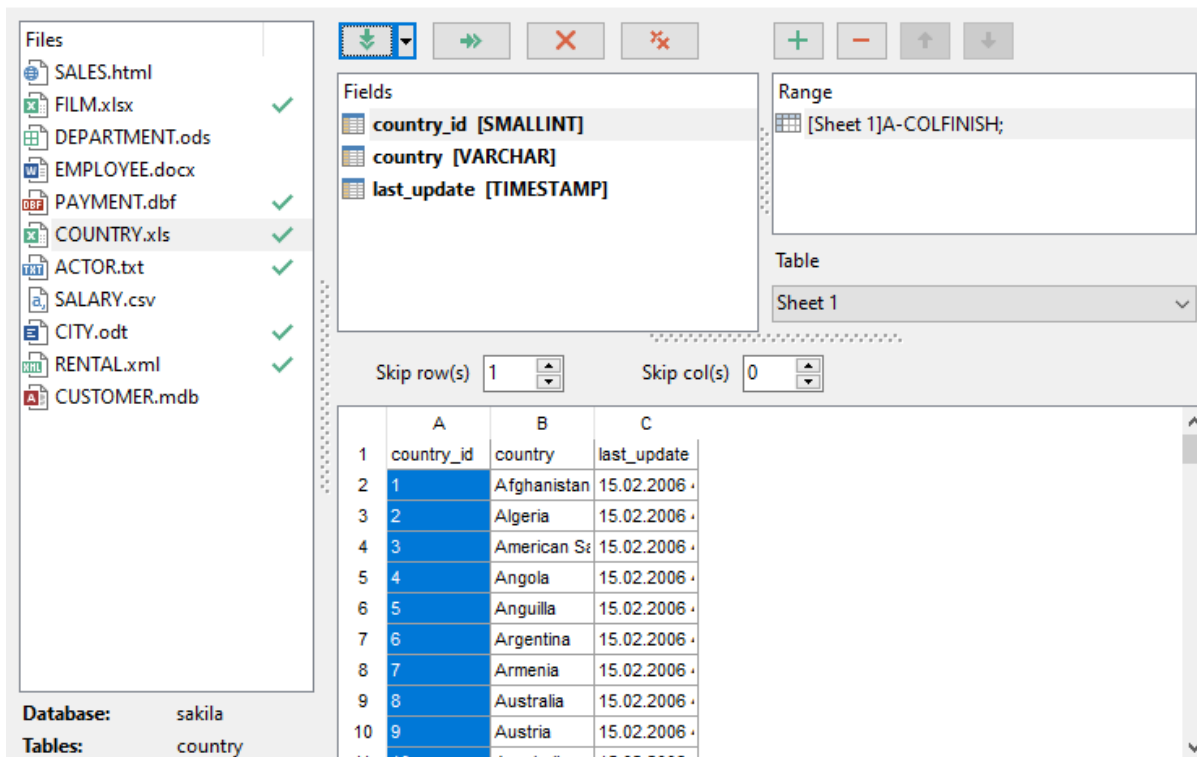 Files
SALES.html
FILM.xlsx
DEPARTMENT.ods
EMPLOYEE.docx
PAYMENT.dbf
COUNTRY.xls
ACTOR.txt
SALARY.csv
CITY.odt
RENTAL.xml
CUSTOMER.mdb
Database: sakila
Tables: country
Fields
country_id [SMALLINT]
country [VARCHAR]
last_update [TIMESTAMP]
Range
[Sheet 1]A-COLFINISH;
Table
Sheet 1
Skip row(s) 1 Skip col(s) 0
A B C
1 country_id country last_update
2 1 Afghanistan 15.02.2006
3 2 Algeria 15.02.2006
4 3 American 15.02.2006
5 4 Angola 15.02.2006
6 5 Anguilla 15.02.2006
7 6 Argentina 15.02.2006
8 7 Armenia 15.02.2006
9 8 Australia 15.02.2006
10 9 Austria 15.02.2006